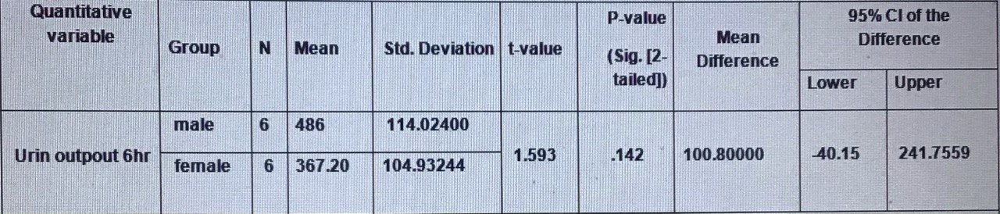 Quantitative variable
Group
N
Mean
Std. Deviation
t-value
P-value
(Sig. [2-tailed])
Mean Difference
95% CI of the Difference
Lower
Upper
Urin outpout 6hr
male 6 486 114.02400
female 6 367.20 104.93244
1.593 .142 100.80000 -40.15 241.7559